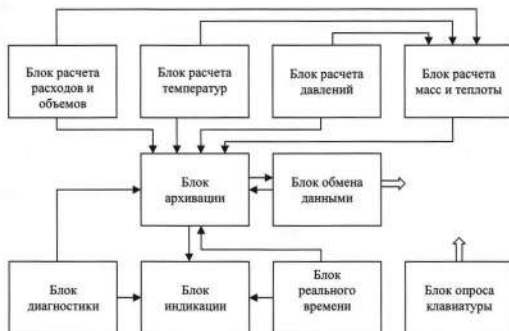 Блок расчета
расходов и
объемов
Блок расчета
температур
Блок расчета
давлений
Блок расчета
масс и теплоты
Блок
архивации
Блок обмена
данными
Блок
диагностики
Блок
индикации
Блок
реального
времени
Блок опроса
клавиатуры